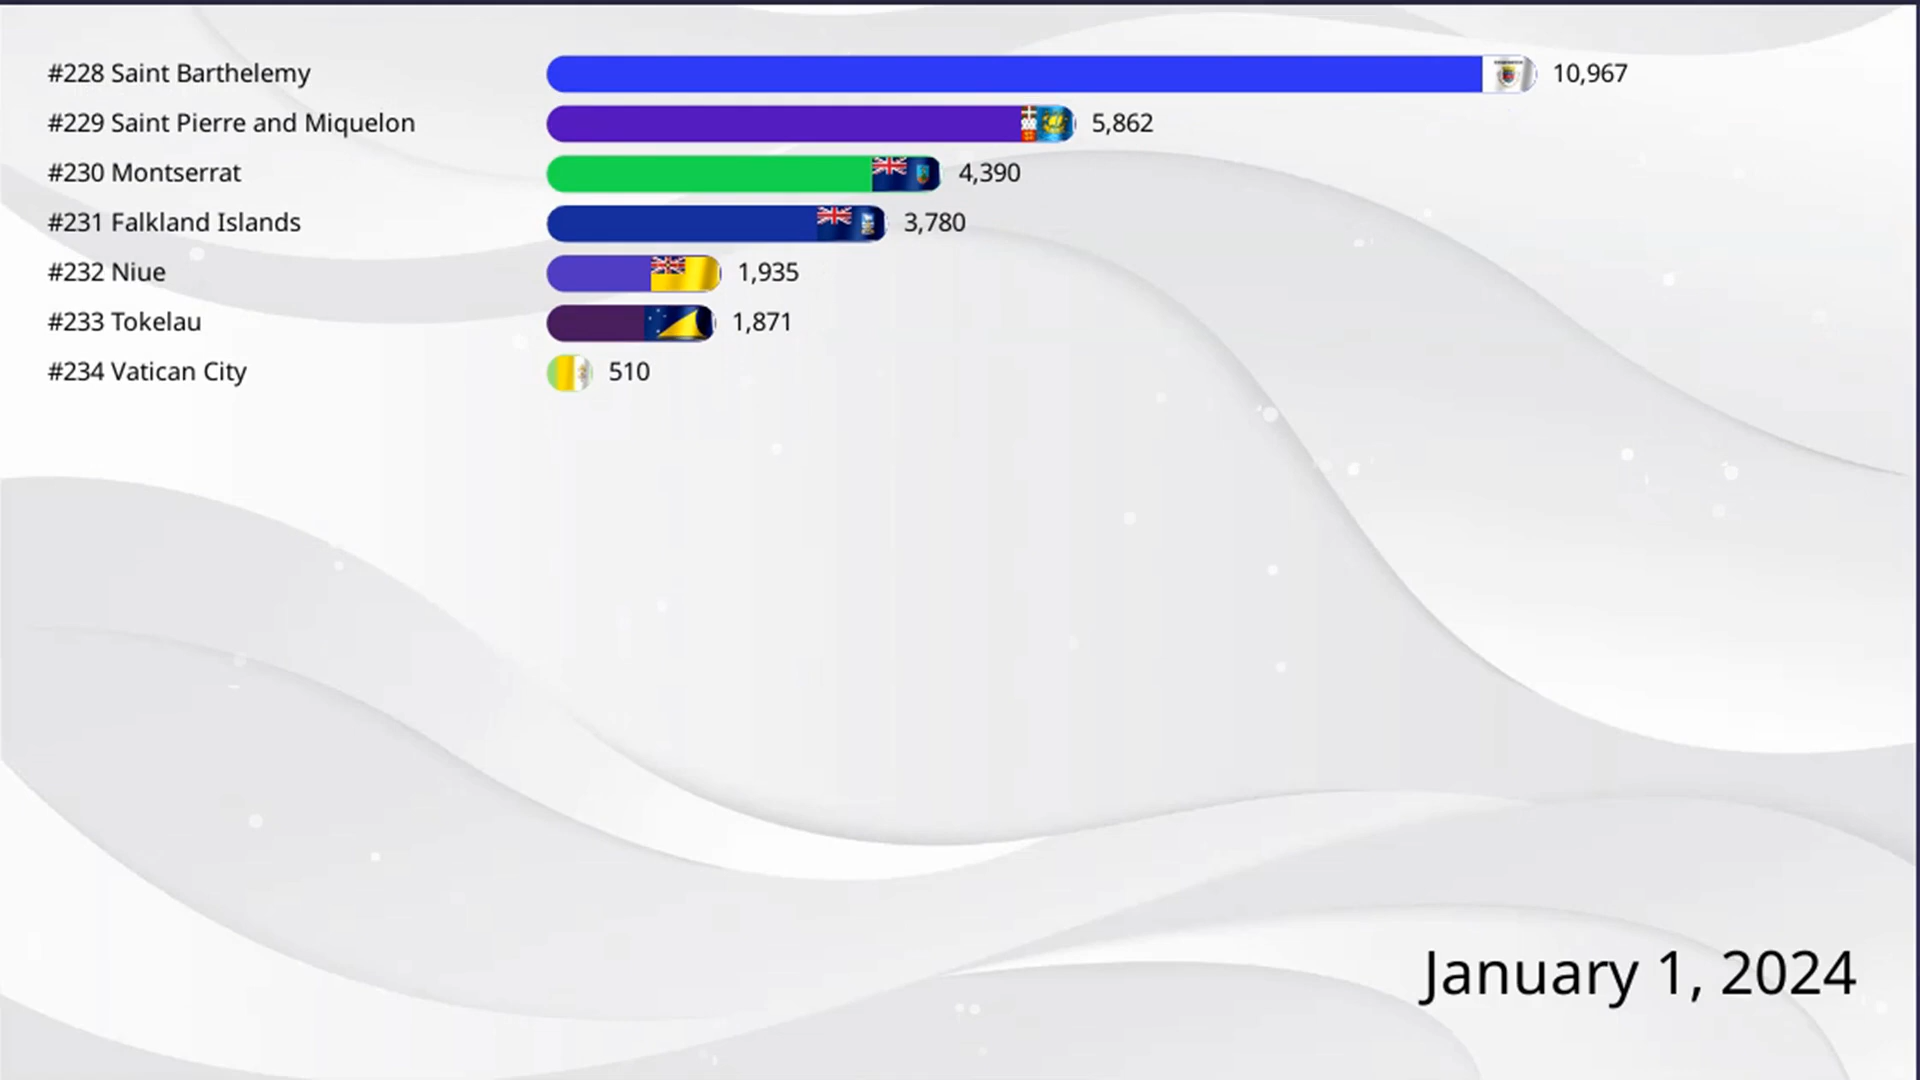 #228 Saint Barthelemy 10,967
#229 Saint Pierre and Miquelon 5,862
#230 Montserrat 4,390
#231 Falkland Islands 3,780
#232 Niue 1,935
#233 Tokelau 1,871
#234 Vatican City 510
January 1, 2024